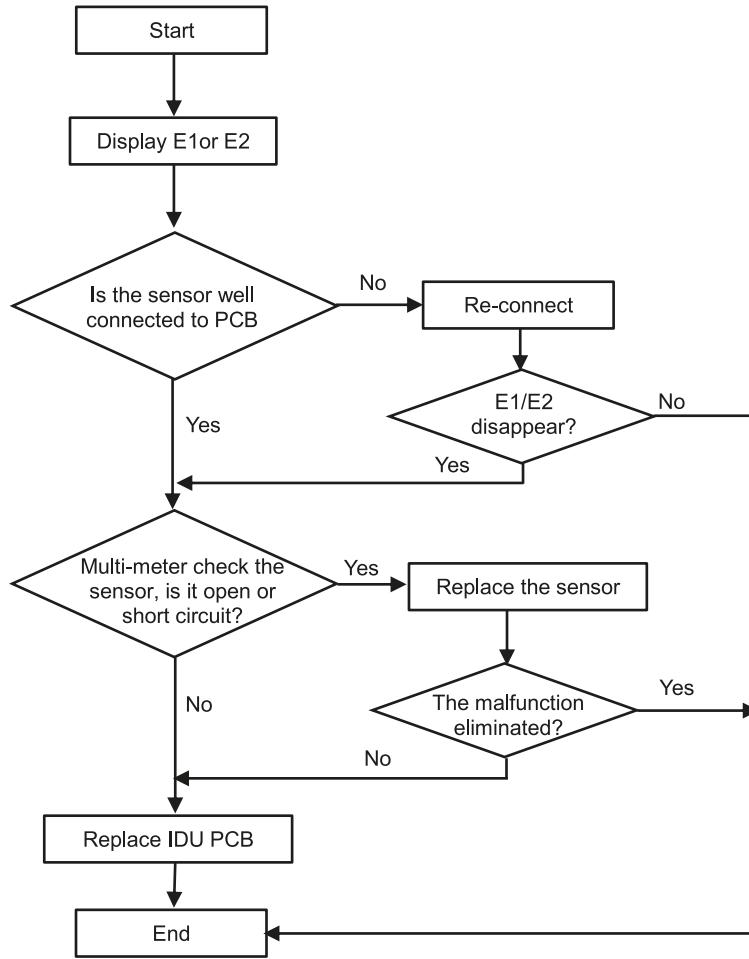 Start
Display E1or E2
Is the sensor well
connected to PCB
No
Re-connect
E1/E2
disappear?
No
Yes
Yes
Multi-meter check the
sensor, is it open or
short circuit?
Yes
Replace the sensor
The malfunction
eliminated?
Yes
No
No
Replace IDU PCB
End